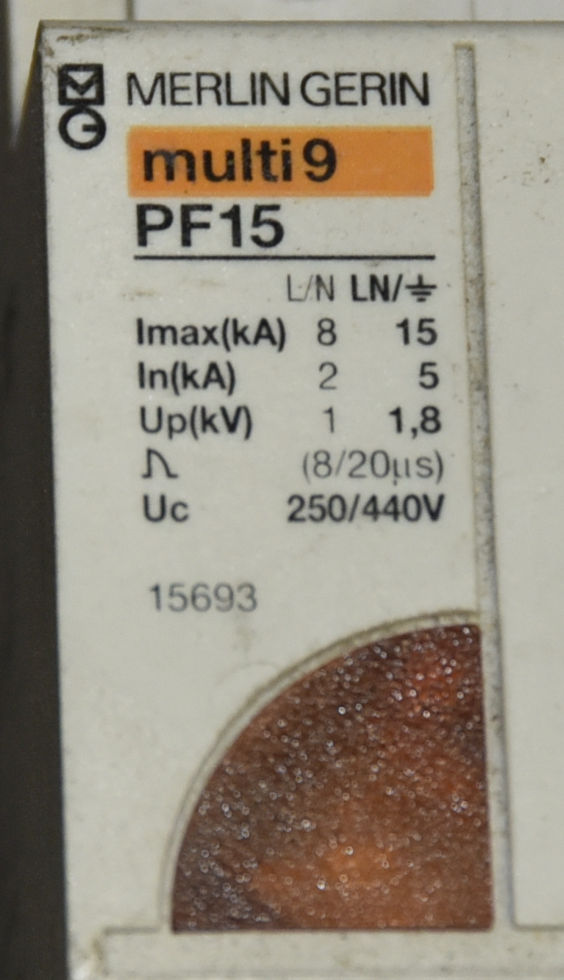 MERLIN GERIN
multi 9
PF15
L/N LN/⏚
Imax(kA) 8 15
In(kA) 2 5
Up(kV) 1 1,8
(8/20µs)
Uc 250/440V
15693